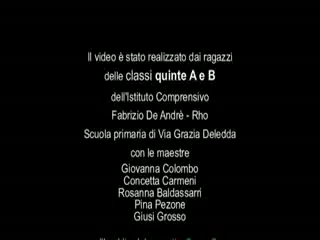 Il video è stato realizzato dai ragazzi
delle classi quinte A e B
dell'Istituto Comprensivo
Fabrizio De Andrè - Rho
Scuola primaria di Via Grazia Deledda
con le maestre
Giovanna Colombo
Concetta Carmeni
Rosanna Baldassarri
Pina Pezone
Giusi Grosso